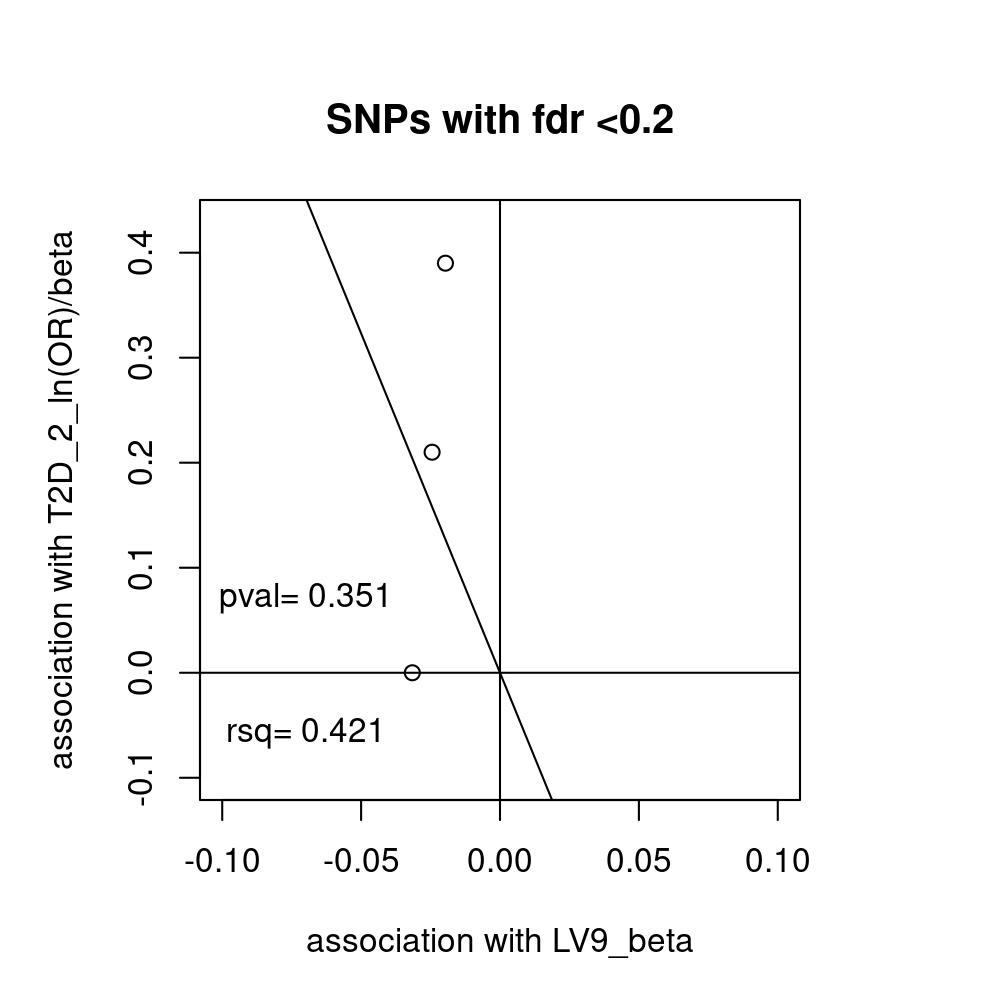 SNPs with fdr <0.2
association with T2D_2_ln(OR)/beta
0.4
0.3
0.2
0.1
0.0
-0.1
pval= 0.351
rsq= 0.421
-0.10 -0.05 0.00 0.05 0.10
association with LV9_beta